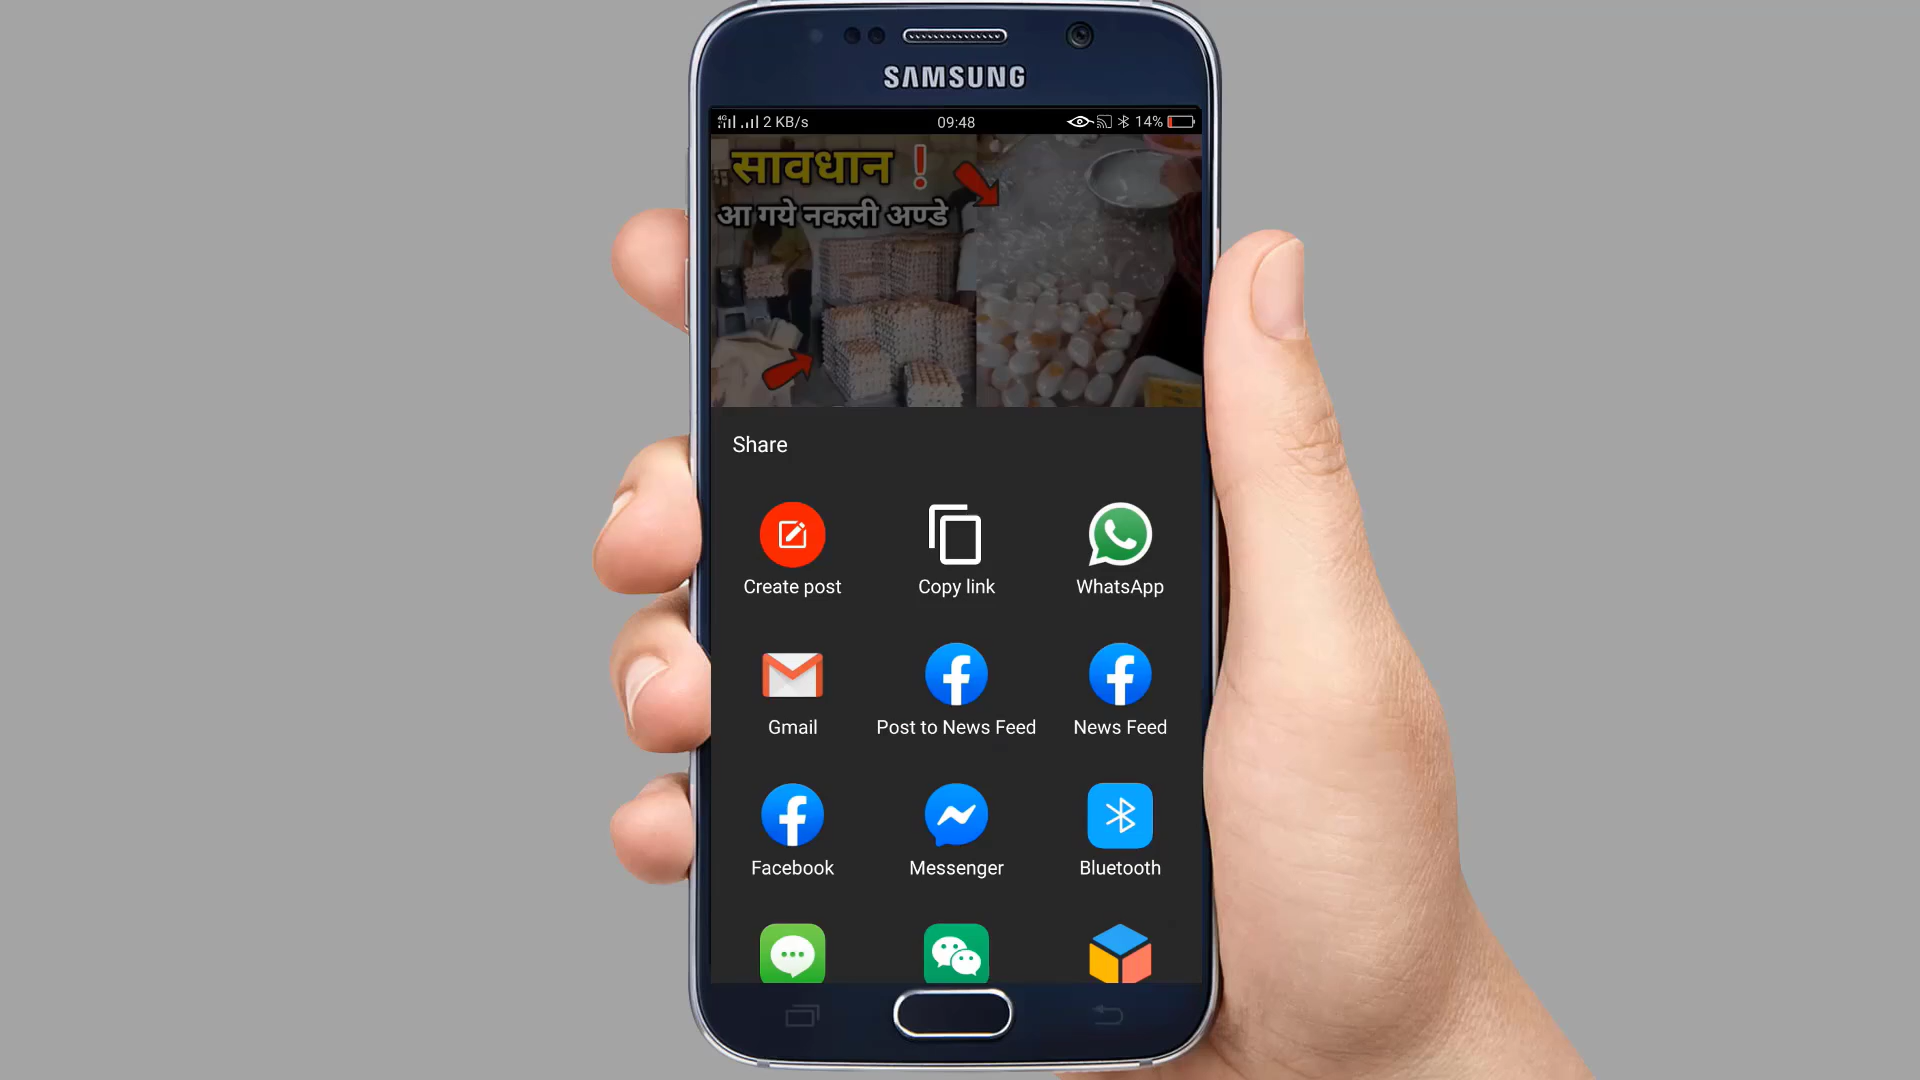 SAMSUNG
4G 2 KB/s 09:48 14%
सावधान❗
आ गये नकली अण्डे
Share
Create post Copy link WhatsApp
Gmail Post to News Feed News Feed
Facebook Messenger Bluetooth